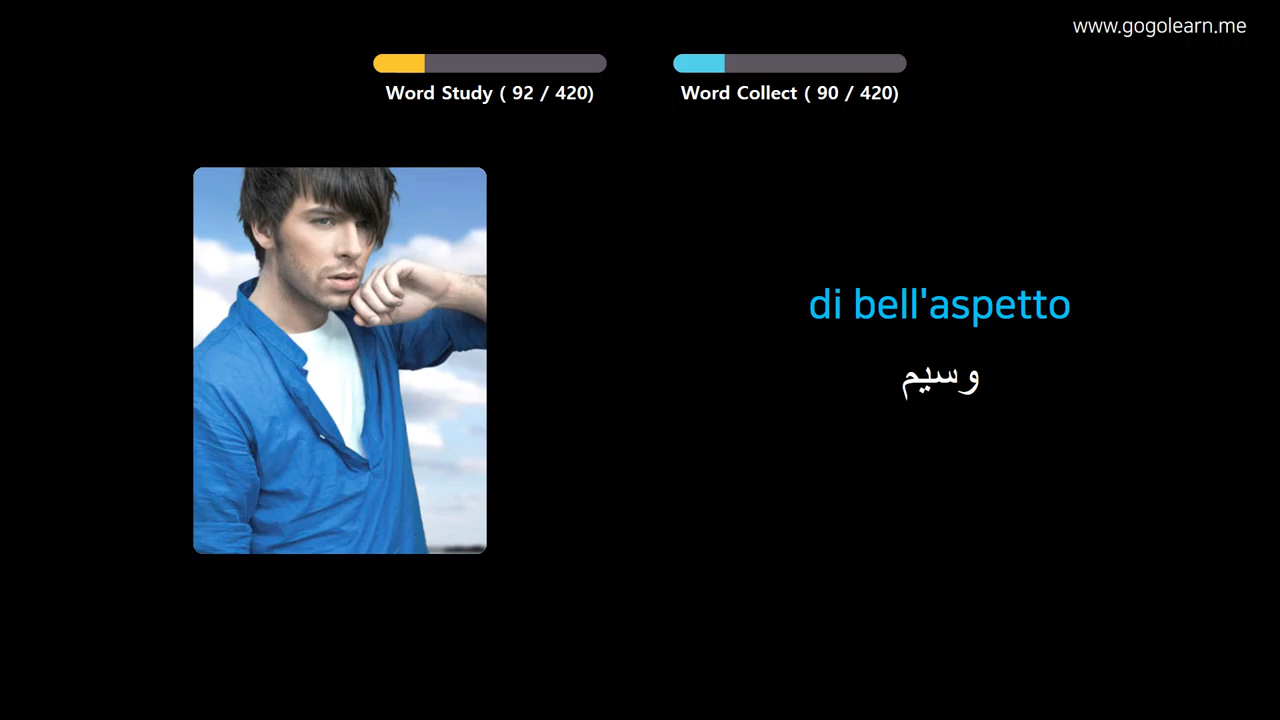 www.gogolearn.me
Word Study ( 92 / 420)
Word Collect ( 90 / 420)
di bell'aspetto
وسيم